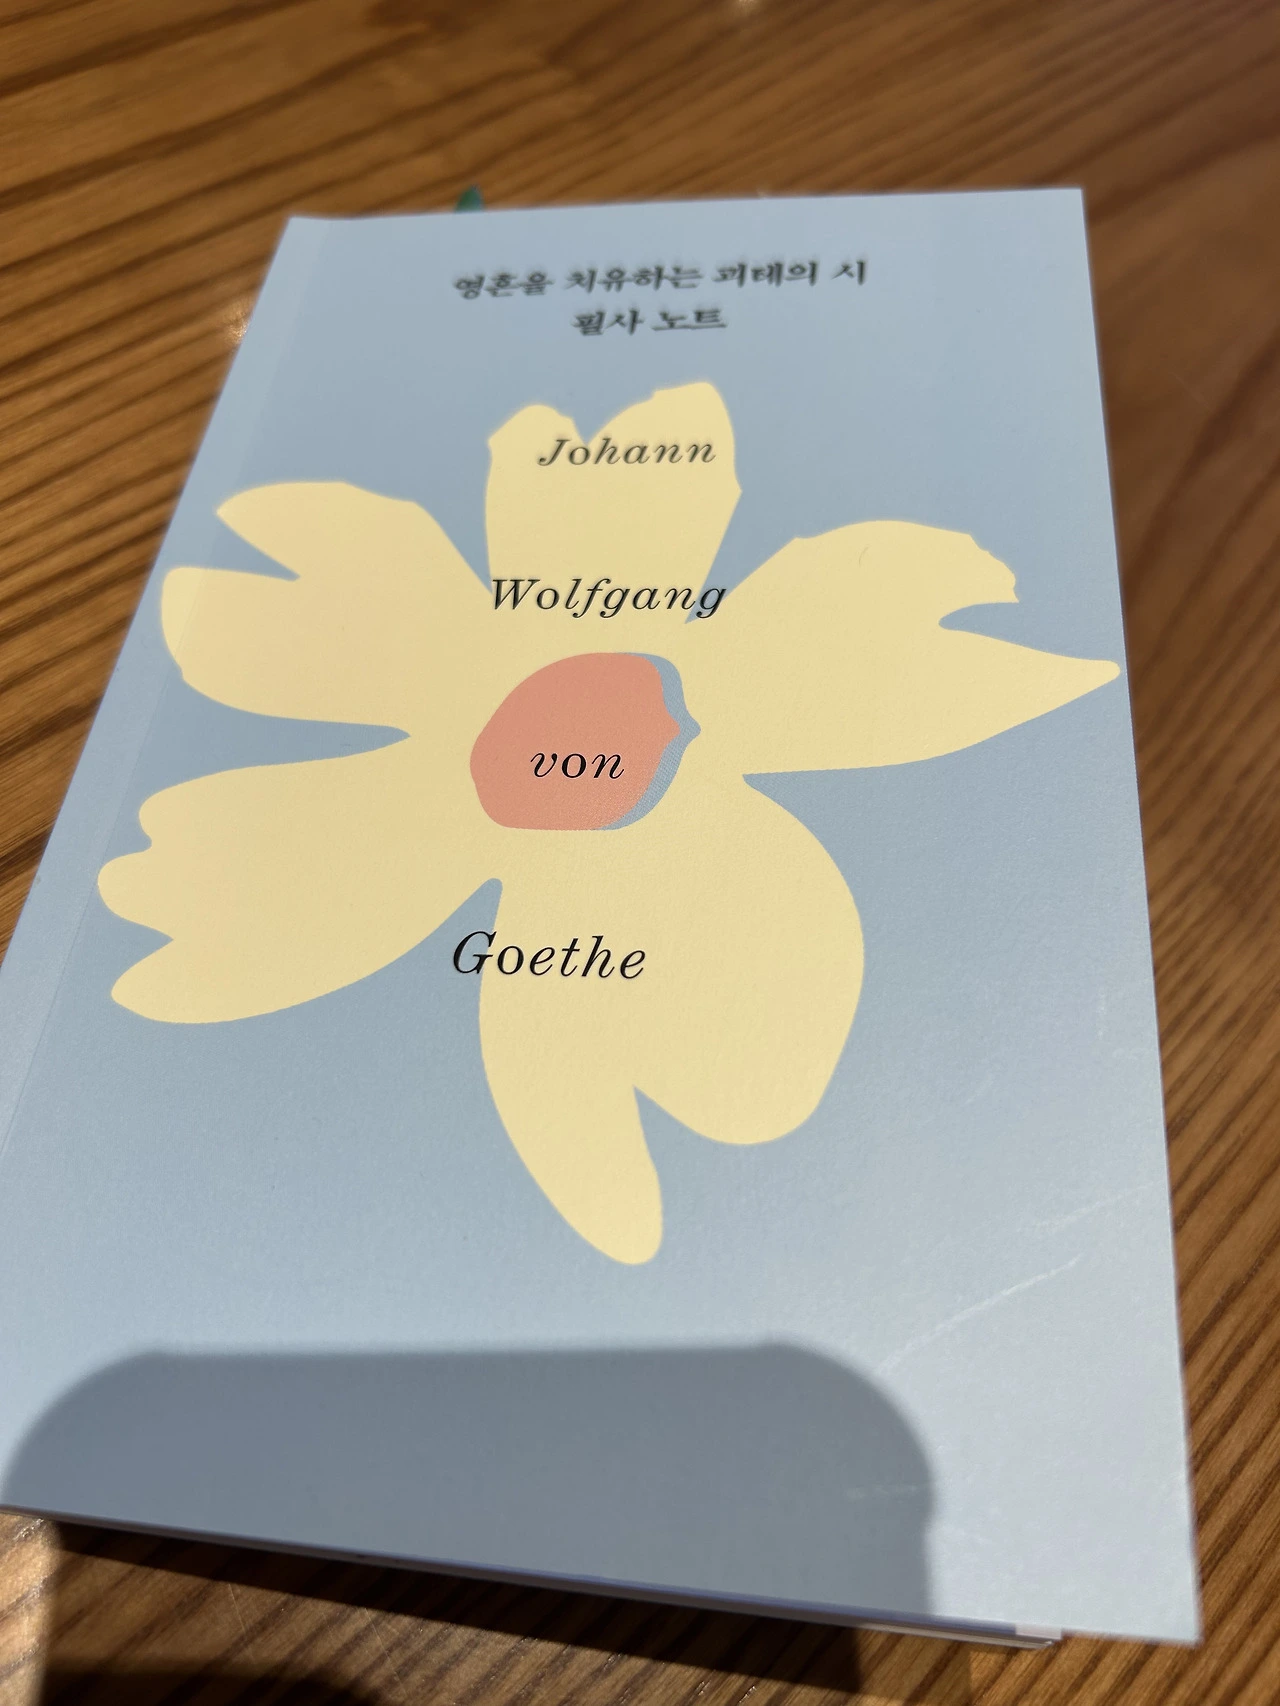 영혼을 치유하는 괴테의 시
필사 노트
Johann
Wolfgang
von
Goethe